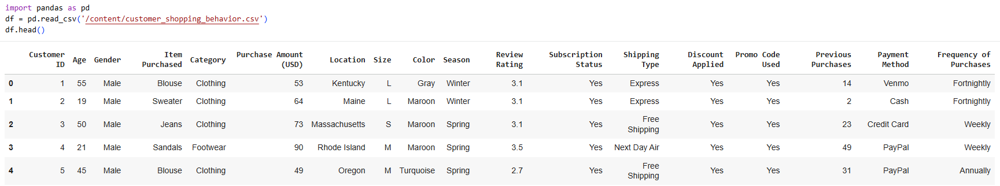 import pandas as pd
df = pd.read_csv('/content/customer_shopping_behavior.csv')
df.head()
Customer ID Age Gender Item Purchased Category Purchase Amount (USD) Location Size Color Season Review Rating Subscription Status Shipping Type Discount Applied Promo Code Used Previous Purchases Payment Method Frequency of Purchases
0 1 55 Male Blouse Clothing 53 Kentucky L Gray Winter 3.1 Yes Express Yes Yes 14 Venmo Fortnightly
1 2 19 Male Sweater Clothing 64 Maine L Maroon Winter 3.1 Yes Express Yes Yes 2 Cash Fortnightly
2 3 50 Male Jeans Clothing 73 Massachusetts S Maroon Spring 3.1 Yes Free Shipping Yes Yes 23 Credit Card Weekly
3 4 21 Male Sandals Footwear 90 Rhode Island M Maroon Spring 3.5 Yes Next Day Air Yes Yes 49 PayPal Weekly
4 5 45 Male Blouse Clothing 49 Oregon M Turquoise Spring 2.7 Yes Free Shipping Yes Yes 31 PayPal Annually